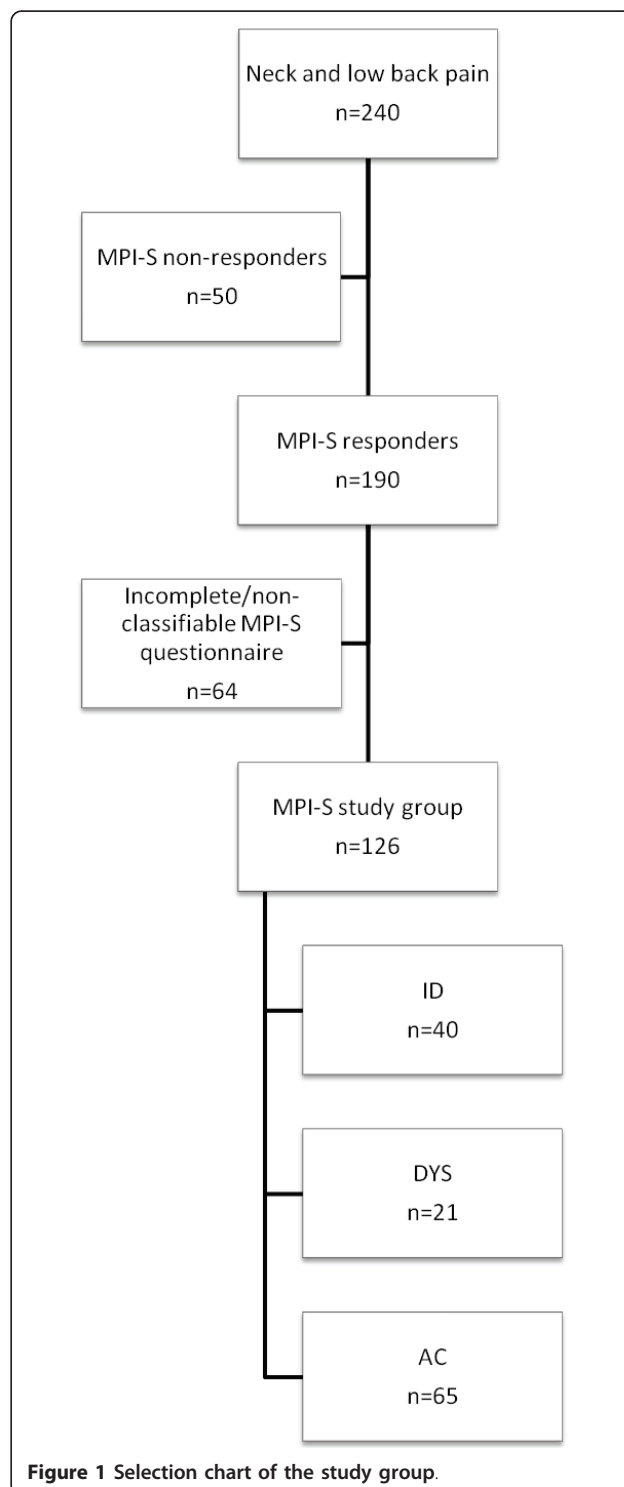 Neck and low back pain
n=240
MPI-S non-responders
n=50
MPI-S responders
n=190
Incomplete/non-
classifiable MPI-S
questionnaire
n=64
MPI-S study group
n=126
ID
n=40
DYS
n=21
AC
n=65
Figure 1 Selection chart of the study group.